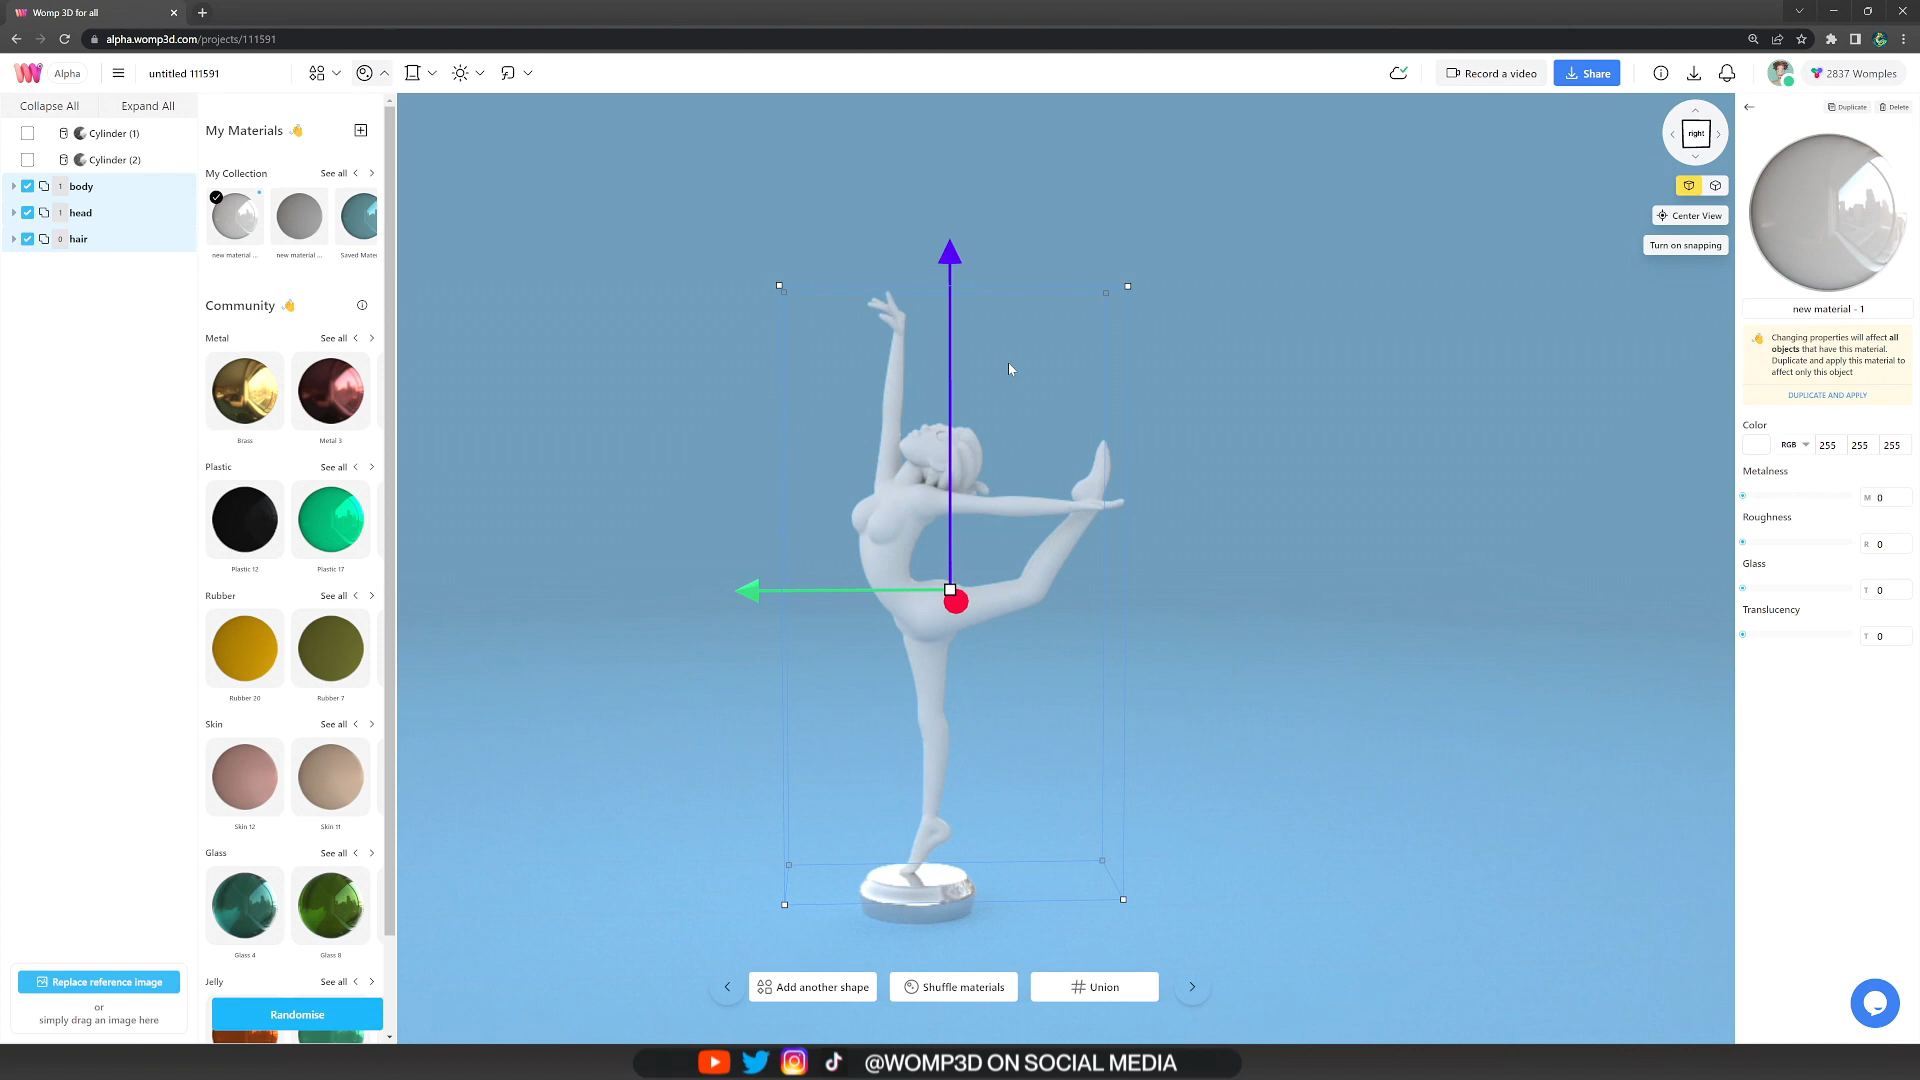 Womp 3D for all
alpha.womp3d.com/projects/111591
Alpha
untitled 111591
Record a video
Share
2837 Womples
Collapse All
Expand All
Cylinder (1)
Cylinder (2)
1 body
1 head
0 hair
My Materials
My Collection
See all
new material ...
new material ...
Saved Mate
Community
Metal
See all
Brass
Metal 3
Plastic
See all
Plastic 12
Plastic 17
Rubber
See all
Rubber 20
Rubber 7
Skin
See all
Skin 12
Skin 11
Glass
See all
Glass 4
Glass 8
Jelly
See all
Randomise
Replace reference image
or
simply drag an image here
right
Center View
Turn on snapping
Add another shape
Shuffle materials
Union
Duplicate
Delete
new material - 1
Changing properties will affect all
objects that have this material.
Duplicate and apply this material to
affect only this object
DUPLICATE AND APPLY
Color
RGB
255
255
255
Metalness
M 0
Roughness
R 0
Glass
T 0
Translucency
T 0
@WOMP3D ON SOCIAL MEDIA